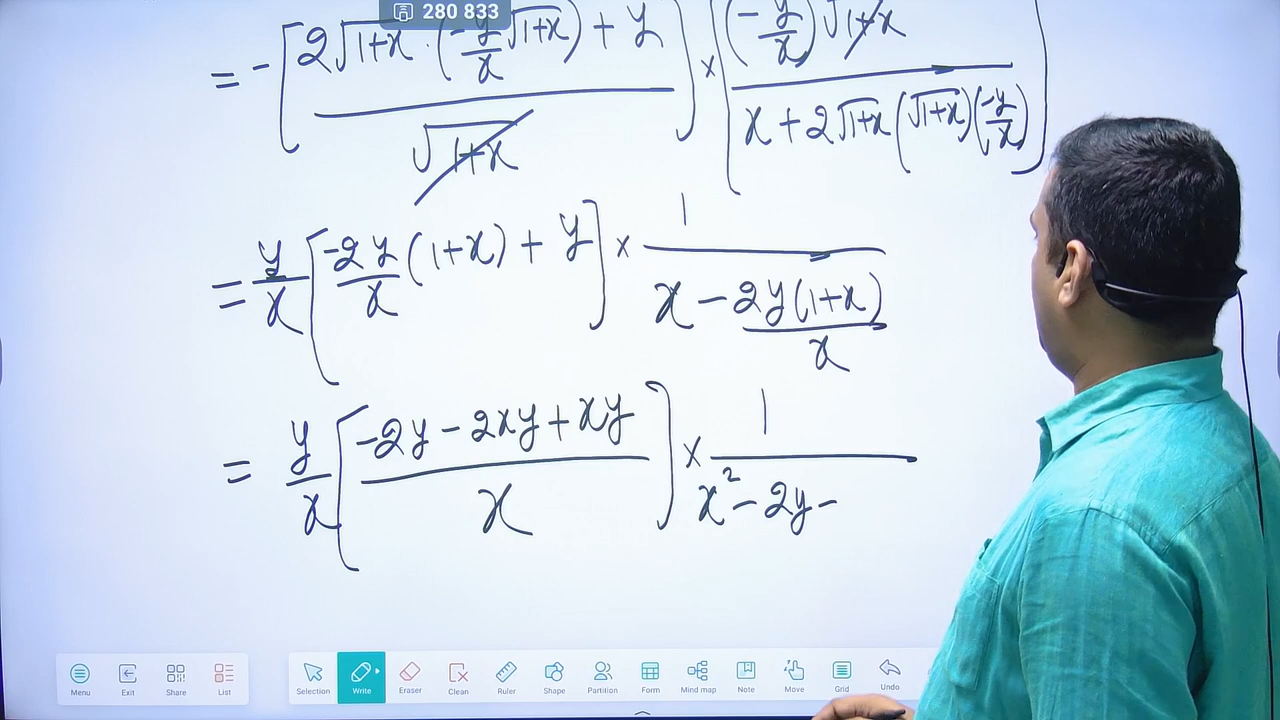 280 833
= -[ (2√(1+x) · (-y/x √(1+x)) + y) / √(1+x) ] × [ ((-y/x) √(1+x)) / (x + 2√(1+x) (√(1+x)) (-y/x)) ]
= y/x [ -2y/x (1+x) + y ] × 1 / (x - 2y(1+x)/x)
= y/x [ (-2y - 2xy + xy) / x ] × 1 / (x² - 2y -
Menu Exit Share List Selection Write Eraser Clean Ruler Shape Partition Form Mind map Note Move Grid Undo